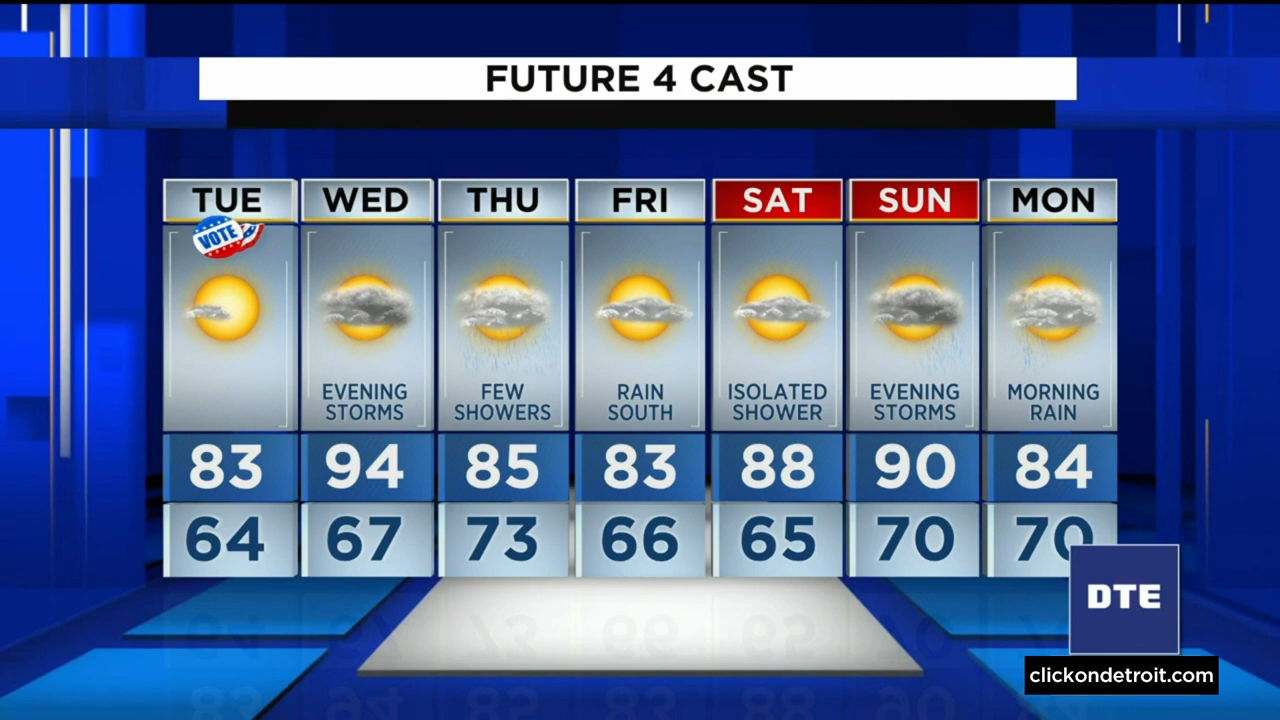 FUTURE 4 CAST
TUE WED THU FRI SAT SUN MON
VOTE
EVENING STORMS
FEW SHOWERS
RAIN SOUTH
ISOLATED SHOWER
EVENING STORMS
MORNING RAIN
83 94 85 83 88 90 84
64 67 73 66 65 70 70
DTE
clickondetroit.com